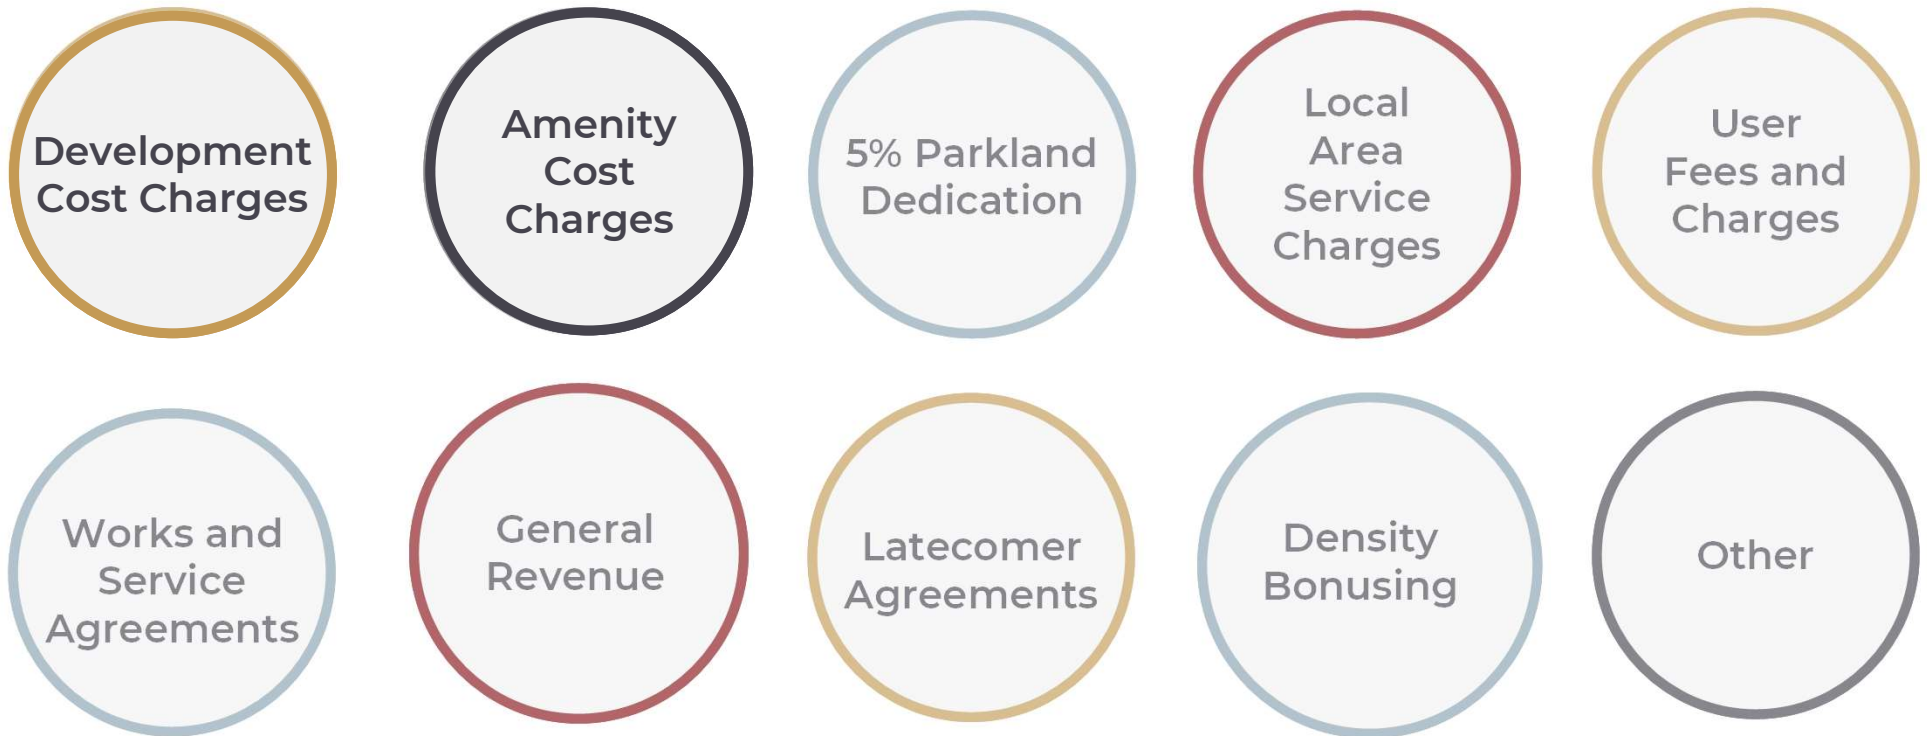 Development
Cost Charges
Amenity
Cost
Charges
5% Parkland
Dedication
Local
Area
Service
Charges
User
Fees and
Charges
Works and
Service
Agreements
General
Revenue
Latecomer
Agreements
Density
Bonusing
Other